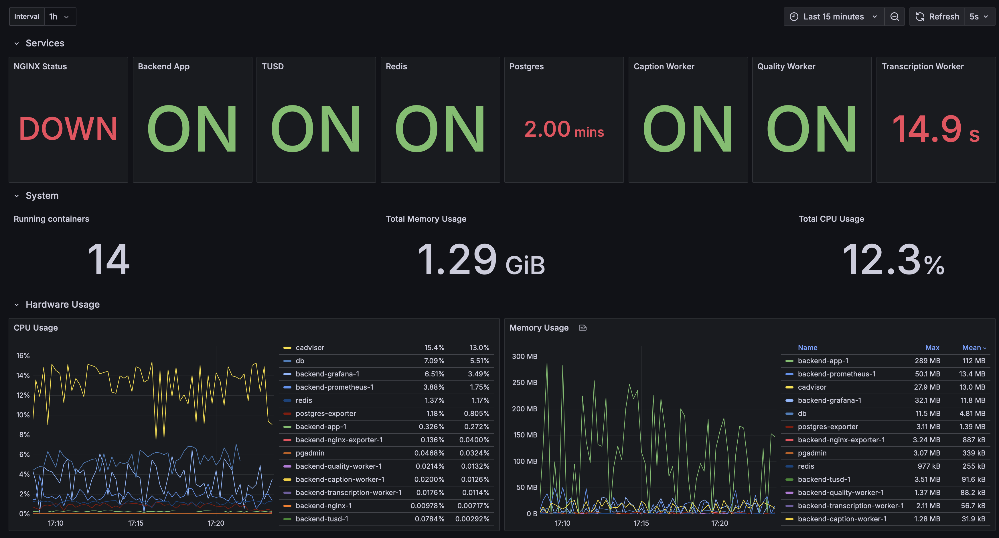 Interval 1h Last 15 minutes Refresh 5s
Services
NGINX Status Backend App TUSD Redis Postgres Caption Worker Quality Worker Transcription Worker
DOWN ON ON ON 2.00 mins ON ON 14.9 s
System
Running containers Total Memory Usage Total CPU Usage
14 1.29 GiB 12.3%
Hardware Usage
CPU Usage
16%
14%
12%
10%
8%
6%
4%
2%
0%
17:10 17:15 17:20
cadvisor 15.4% 13.0%
db 7.09% 5.51%
backend-grafana-1 6.51% 3.49%
backend-prometheus-1 3.88% 1.75%
redis 1.37% 1.17%
postgres-exporter 1.18% 0.805%
backend-app-1 0.326% 0.272%
backend-nginx-exporter-1 0.136% 0.0400%
pgadmin 0.0468% 0.0324%
backend-quality-worker-1 0.0214% 0.0132%
backend-caption-worker-1 0.0200% 0.0126%
backend-transcription-worker-1 0.0176% 0.0114%
backend-nginx-1 0.00978% 0.00717%
backend-tusd-1 0.0784% 0.00292%
Memory Usage
300 MB
250 MB
200 MB
150 MB
100 MB
50 MB
0 B
17:10 17:15 17:20
Name Max Mean
backend-app-1 289 MB 112 MB
backend-prometheus-1 50.1 MB 13.4 MB
cadvisor 27.9 MB 13.0 MB
backend-grafana-1 32.1 MB 11.8 MB
db 11.5 MB 4.81 MB
postgres-exporter 3.11 MB 1.39 MB
backend-nginx-exporter-1 3.24 MB 887 kB
pgadmin 3.07 MB 339 kB
redis 977 kB 255 kB
backend-tusd-1 3.51 MB 91.6 kB
backend-quality-worker-1 1.37 MB 88.2 kB
backend-transcription-worker-1 2.11 MB 56.7 kB
backend-caption-worker-1 1.28 MB 31.9 kB